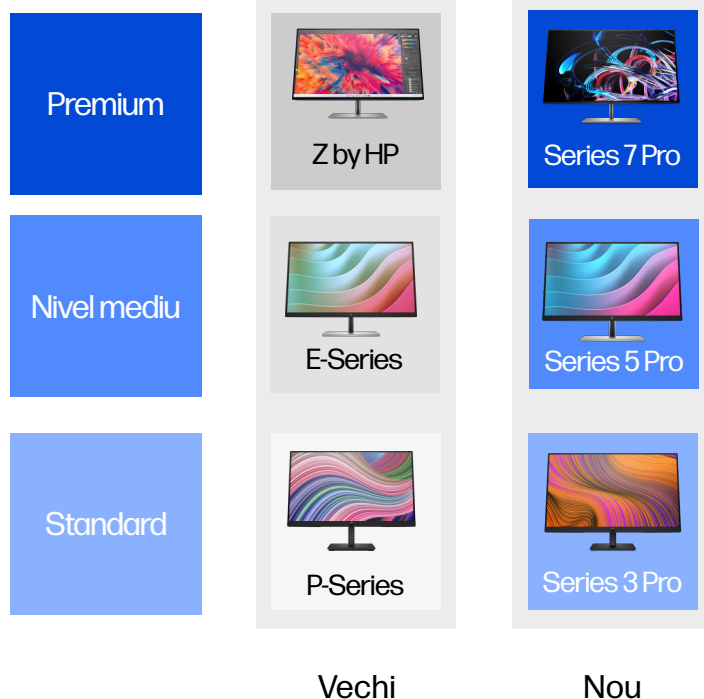 Premium
Z by HP
Series 7 Pro
Nivel mediu
E-Series
Series 5 Pro
Standard
P-Series
Series 3 Pro
Vechi
Nou